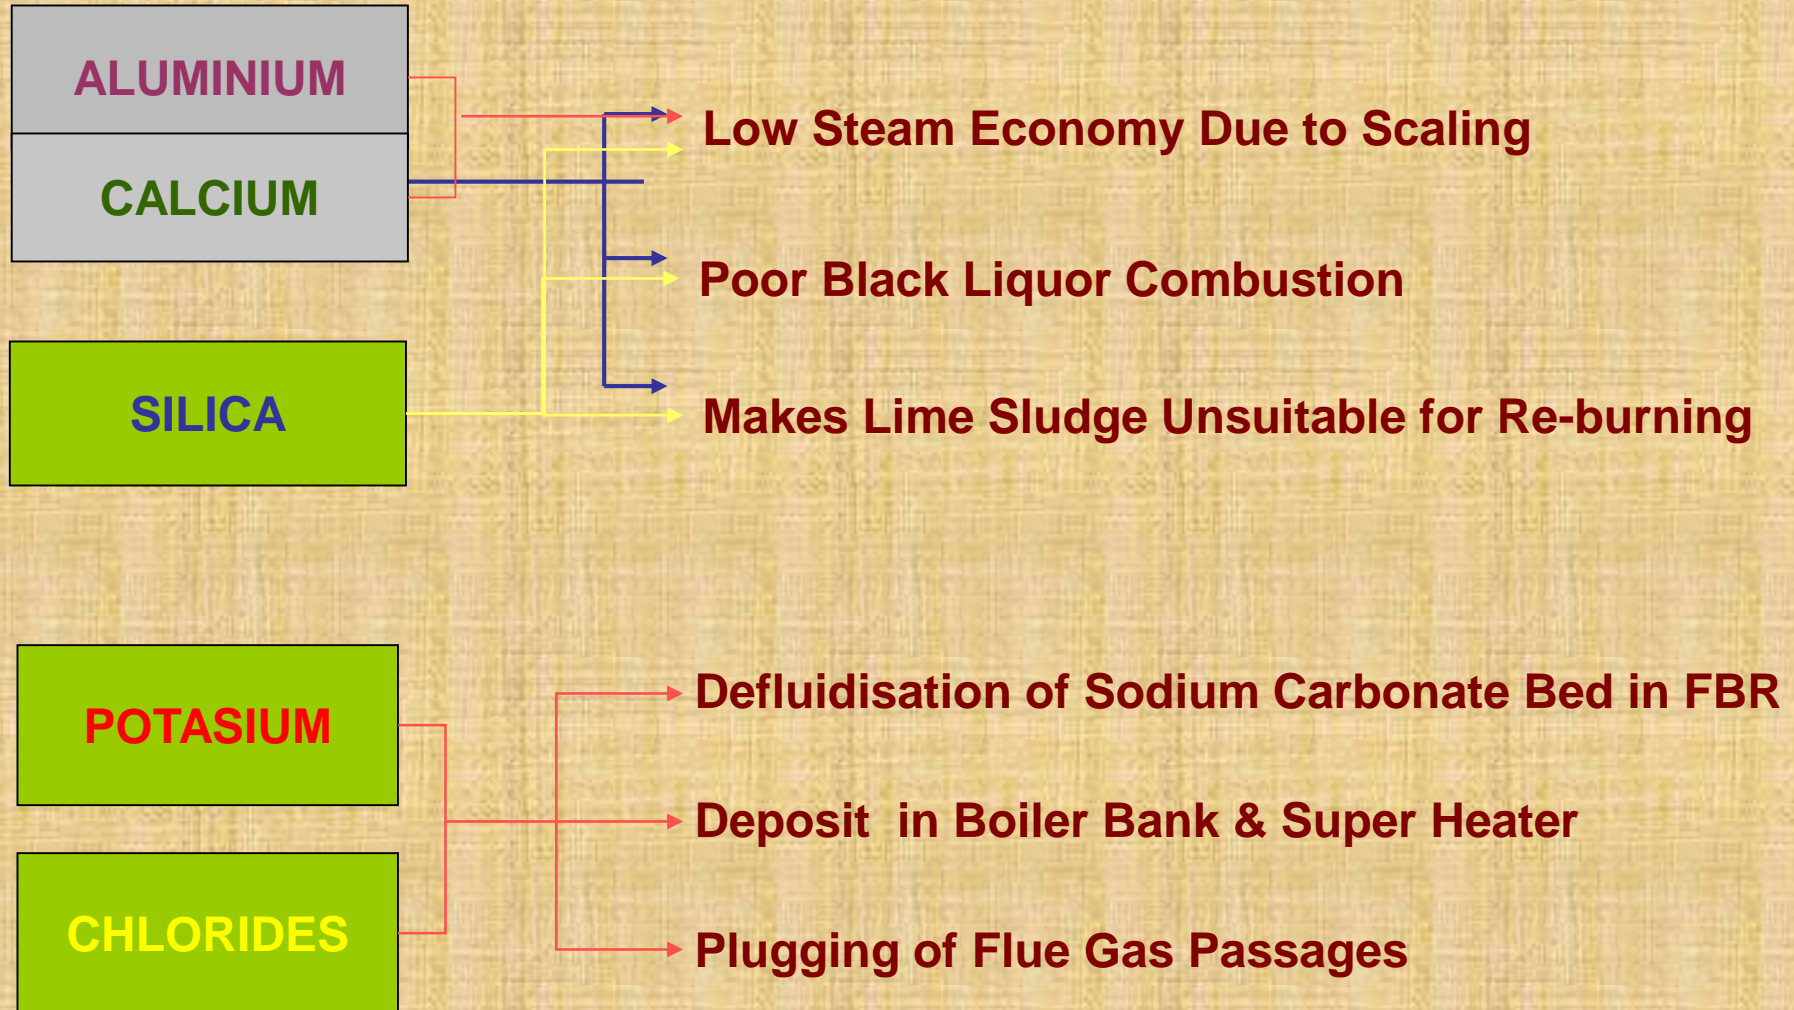 ALUMINIUM
CALCIUM
SILICA
Low Steam Economy Due to Scaling
Poor Black Liquor Combustion
Makes Lime Sludge Unsuitable for Re-burning
POTASIUM
CHLORIDES
Defluidisation of Sodium Carbonate Bed in FBR
Deposit in Boiler Bank & Super Heater
Plugging of Flue Gas Passages